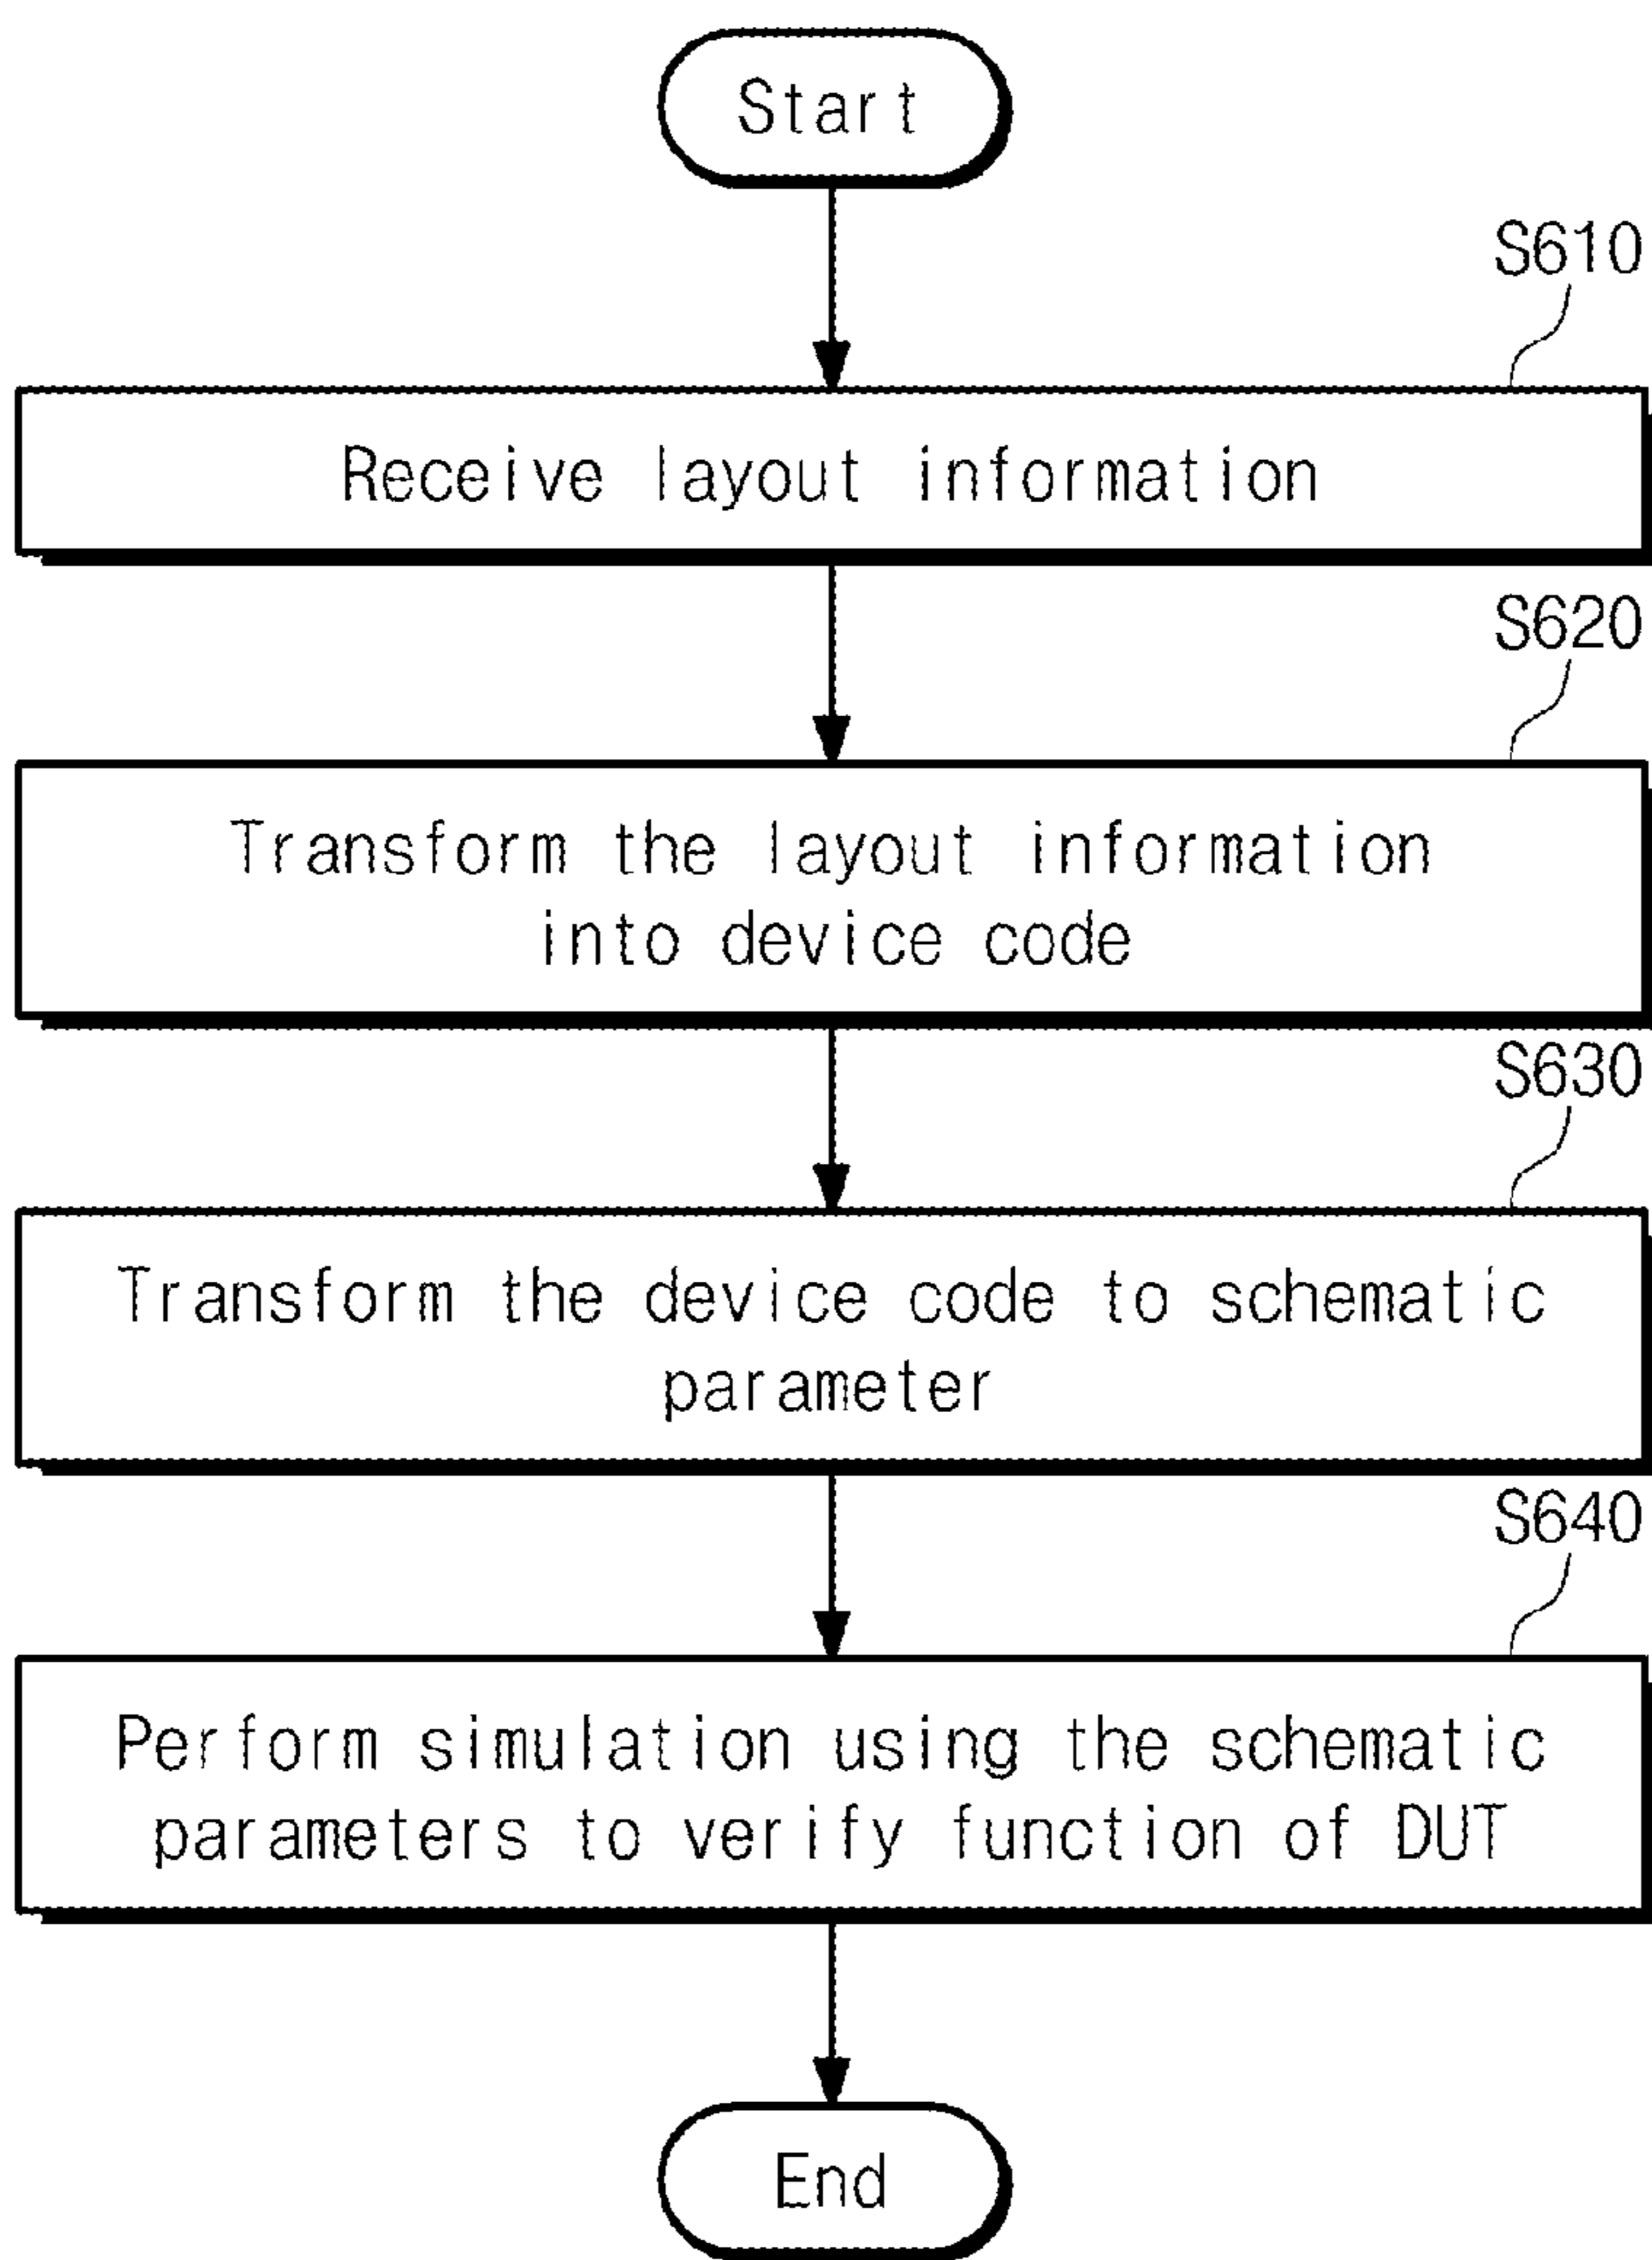 Start
S610
Receive layout information
S620
Transform the layout information
into device code
S630
Transform the device code to schematic
parameter
S640
Perform simulation using the schematic
parameters to verify function of DUT
End